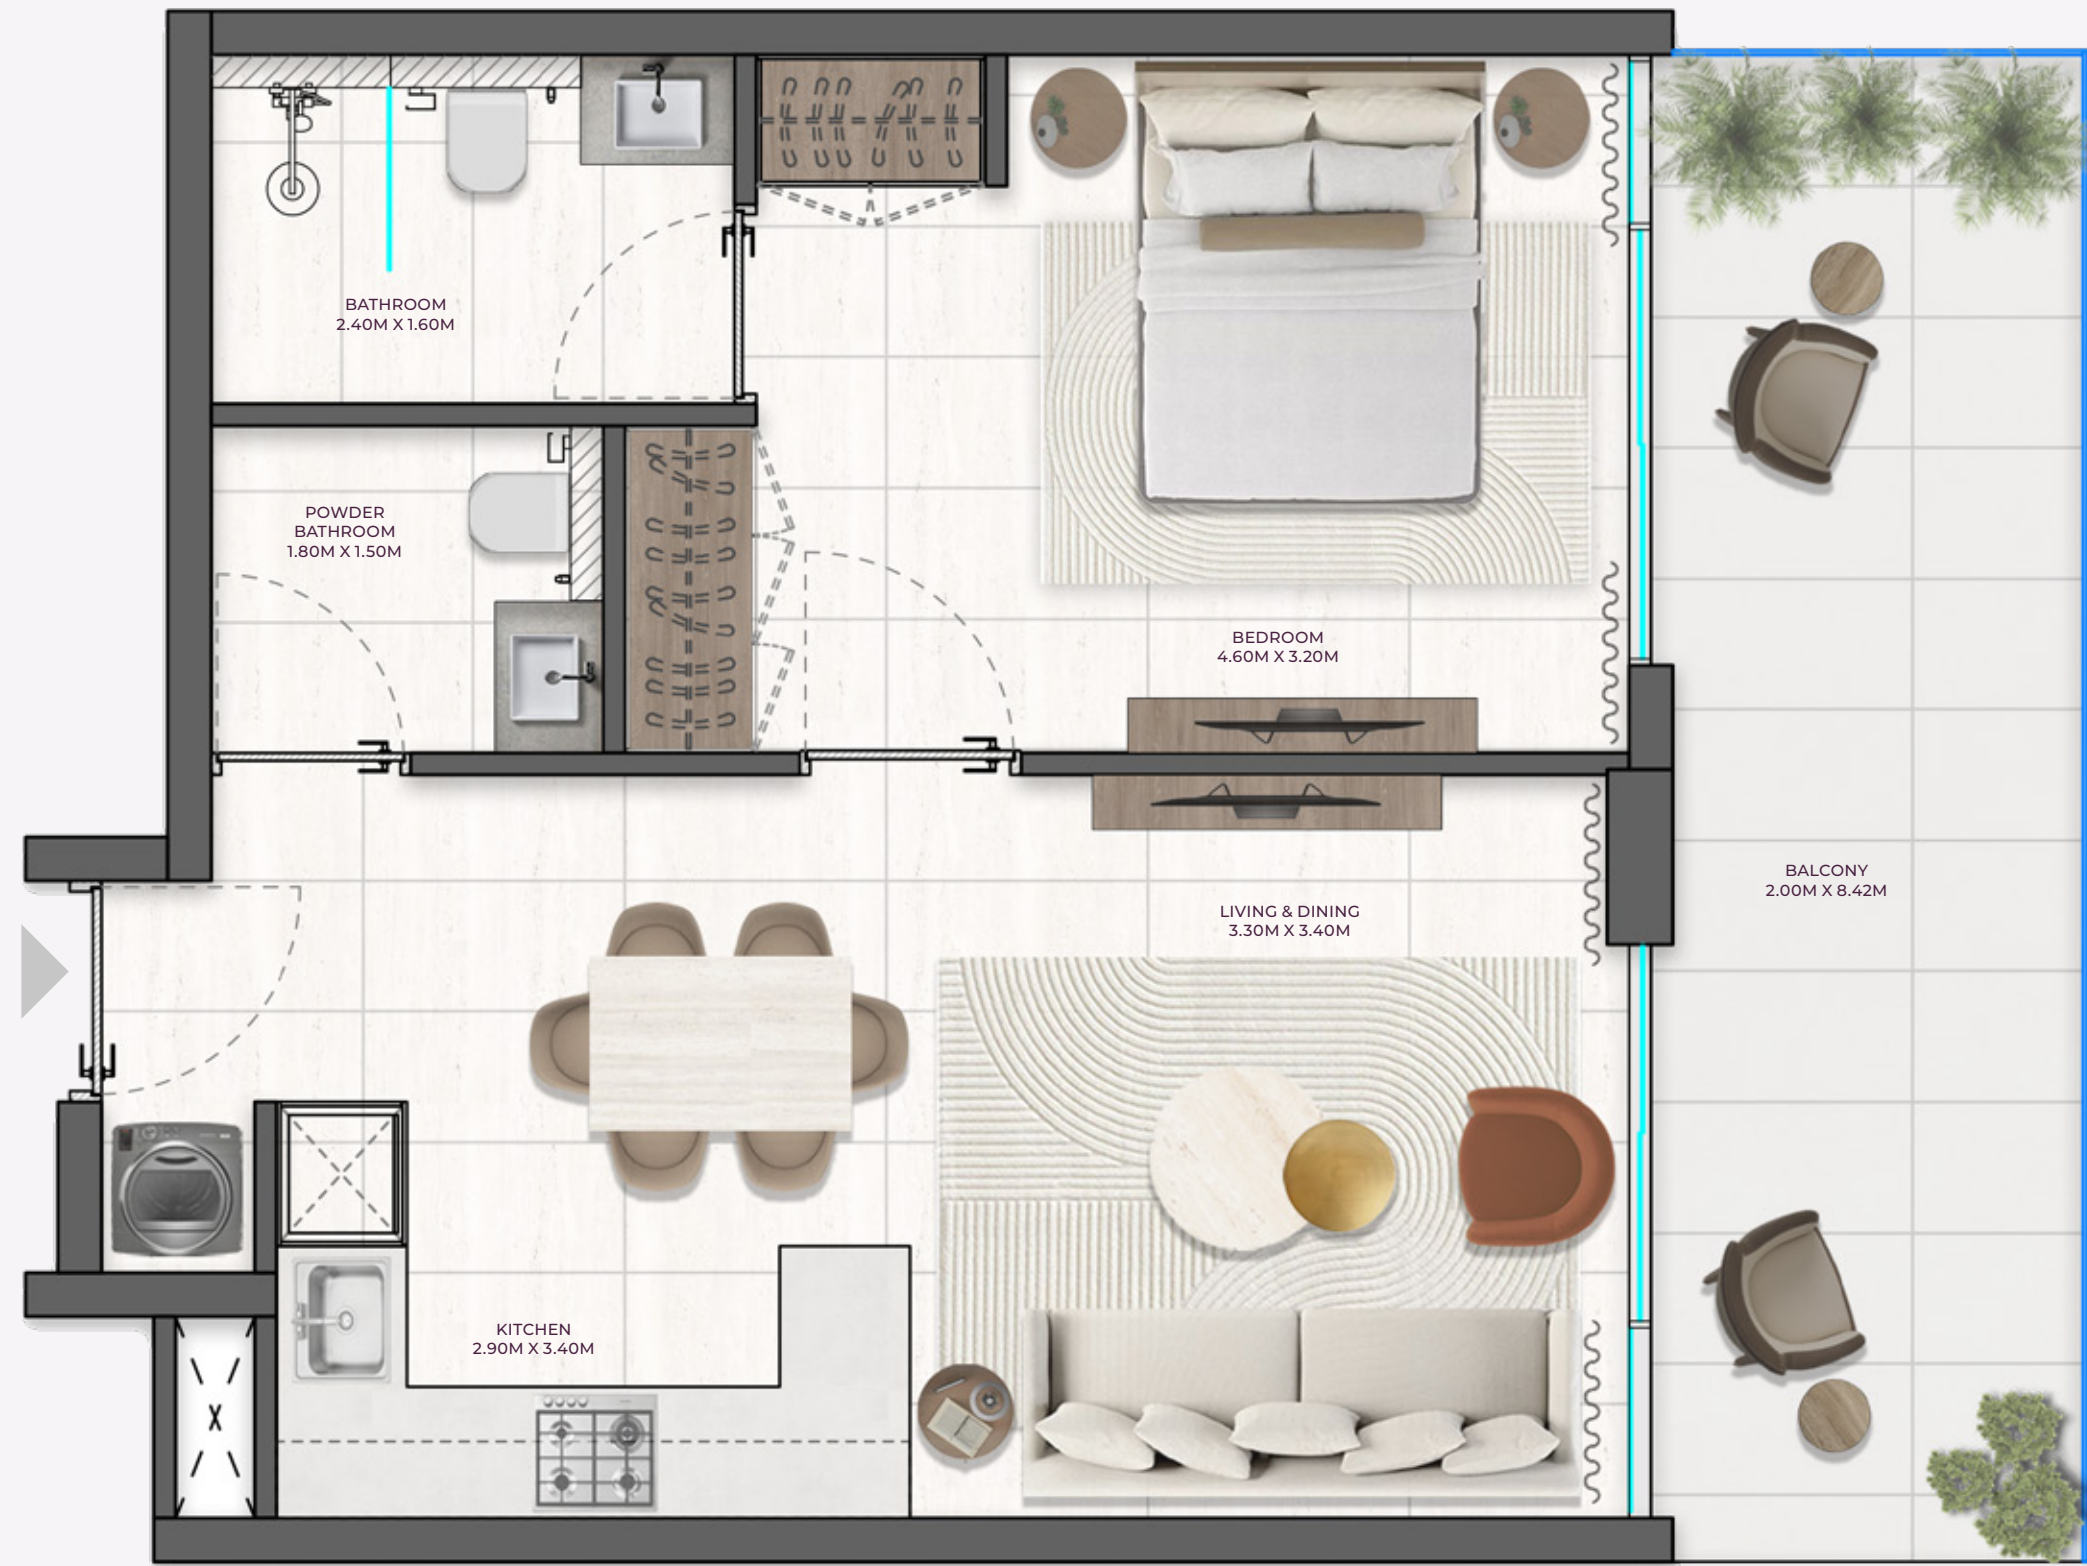 BATHROOM
2.40M X 1.60M
POWDER
BATHROOM
1.80M X 1.50M
BEDROOM
4.60M X 3.20M
BALCONY
2.00M X 8.42M
LIVING & DINING
3.30M X 3.40M
KITCHEN
2.90M X 3.40M